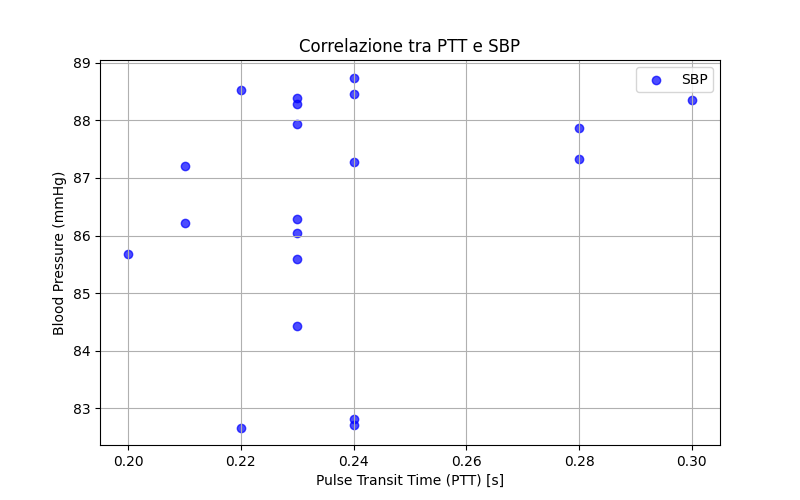 Correlazione tra PTT e SBP
SBP
89
88
87
86
85
84
83
Blood Pressure (mmHg)
0.20 0.22 0.24 0.26 0.28 0.30
Pulse Transit Time (PTT) [s]